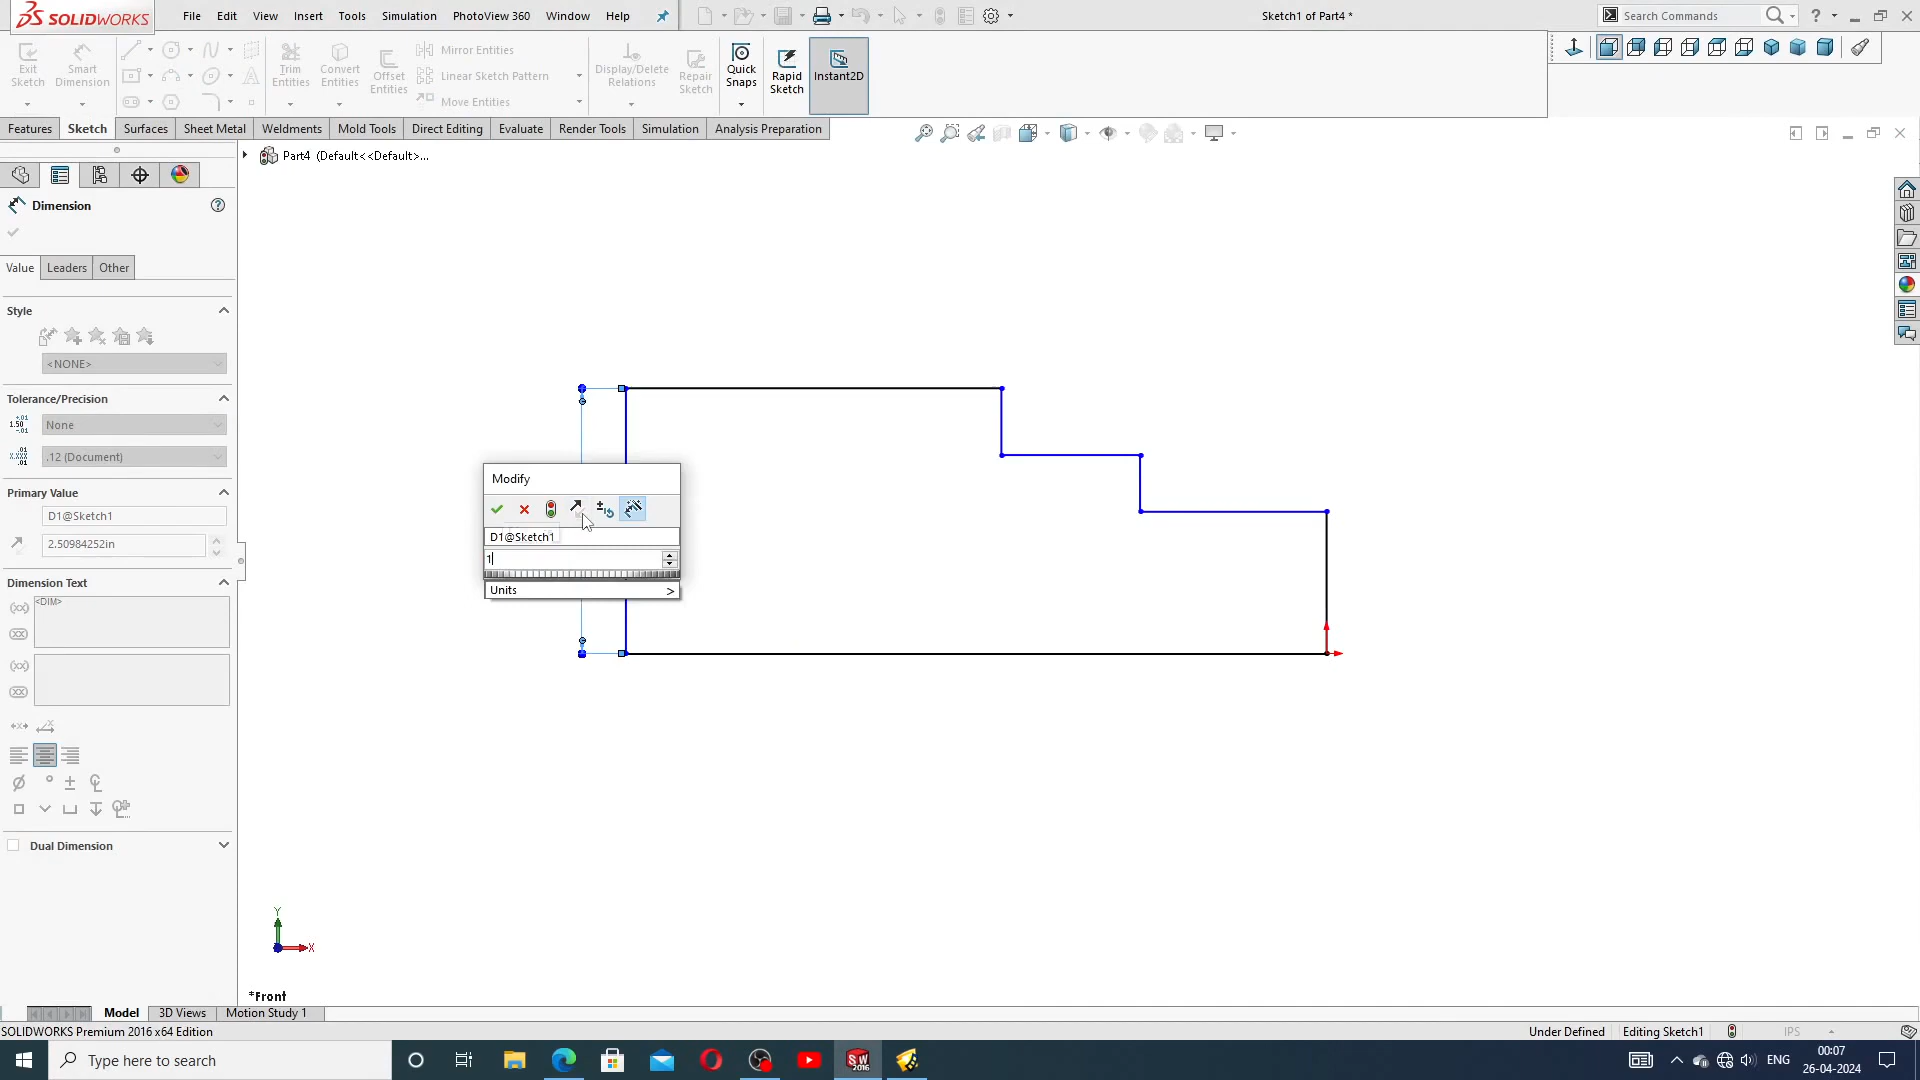 SOLIDWORKS
File Edit View Insert Tools Simulation PhotoView 360 Window Help
Sketch1 of Part4 *
Search Commands
Exit Sketch
Smart Dimension
Trim Entities
Convert Entities
Offset Entities
Mirror Entities
Linear Sketch Pattern
Move Entities
Display/Delete Relations
Repair Sketch
Quick Snaps
Rapid Sketch
Instant2D
Features Sketch Surfaces Sheet Metal Weldments Mold Tools Direct Editing Evaluate Render Tools Simulation Analysis Preparation
Part4 (Default<<Default>...
Dimension
Value Leaders Other
Style
<NONE>
Tolerance/Precision
None
.12 (Document)
Primary Value
D1@Sketch1
2.50984252in
Dimension Text
<DIM>
Dual Dimension
Modify
D1@Sketch1
1
Units >
Y
X
*Front
Model 3D Views Motion Study 1
SOLIDWORKS Premium 2016 x64 Edition
Under Defined Editing Sketch1 IPS
Type here to search
ENG
00:07
26-04-2024